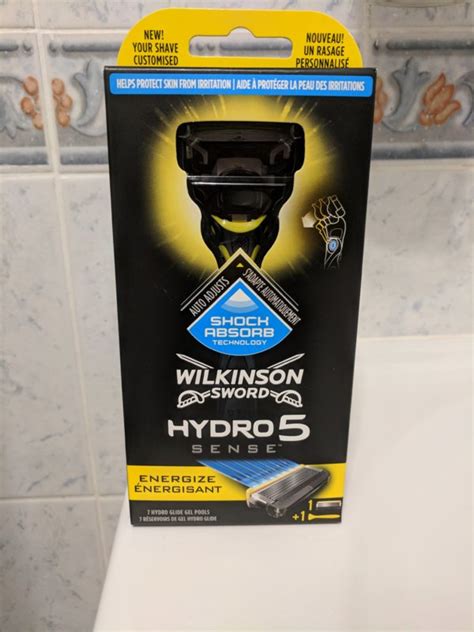 NEW!
YOUR SHAVE
CUSTOMISED
NOUVEAU!
UN RASAGE
PERSONNALISÉ
HELPS PROTECT SKIN FROM IRRITATION | AIDE À PROTÉGER LA PEAU DES IRRITATIONS
AUTO ADJUSTS
S'ADAPTE AUTOMATIQUEMENT
SHOCK
ABSORB
TECHNOLOGY
WILKINSON
SWORD
HYDRO 5
SENSE™
ENERGIZE
ÉNERGISANT
7 HYDRO GLIDE GEL POOLS
7 RÉSERVOIRS DE GEL HYDRO GLIDE
1
+1